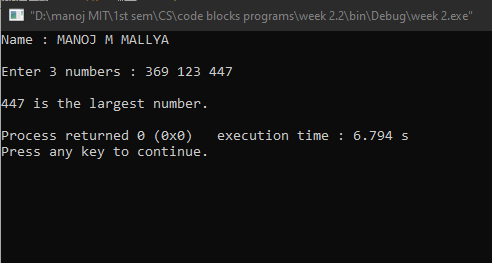 "D:\manoj MIT\1st sem\CS\code blocks programs\week 2.2\bin\Debug\week 2.exe"
Name : MANOJ M MALLYA
Enter 3 numbers : 369 123 447
447 is the largest number.
Process returned 0 (0x0)   execution time : 6.794 s
Press any key to continue.